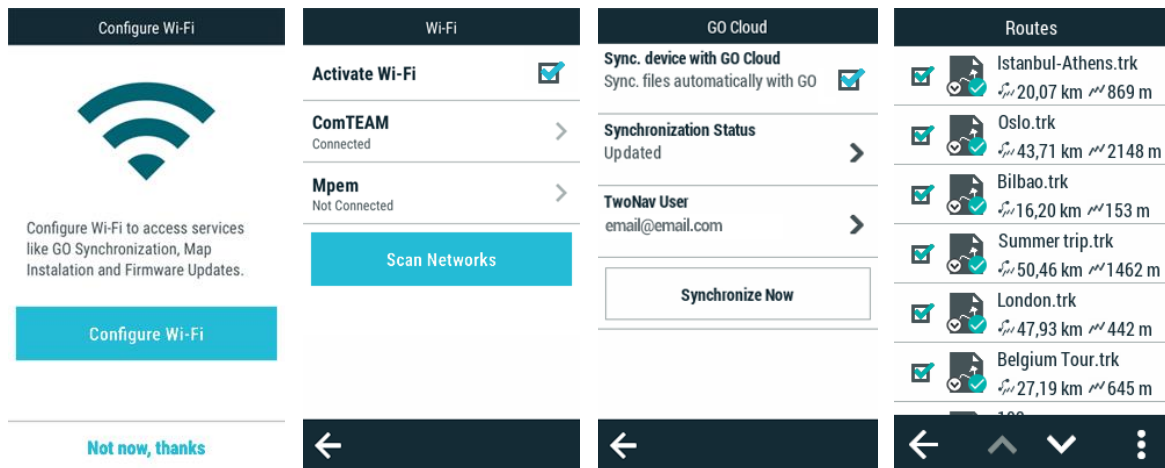 Configure Wi-Fi
Configure Wi-Fi to access services
like GO Synchronization, Map
Instalation and Firmware Updates.
Configure Wi-Fi
Not now, thanks
Wi-Fi
Activate Wi-Fi
ComTEAM
Connected
Mpem
Not Connected
Scan Networks
GO Cloud
Sync. device with GO Cloud
Sync. files automatically with GO
Synchronization Status
Updated
TwoNav User
email@email.com
Synchronize Now
Routes
Istanbul-Athens.trk
20,07 km 869 m
Oslo.trk
43,71 km 2148 m
Bilbao.trk
16,20 km 153 m
Summer trip.trk
50,46 km 1462 m
London.trk
47,93 km 442 m
Belgium Tour.trk
27,19 km 645 m